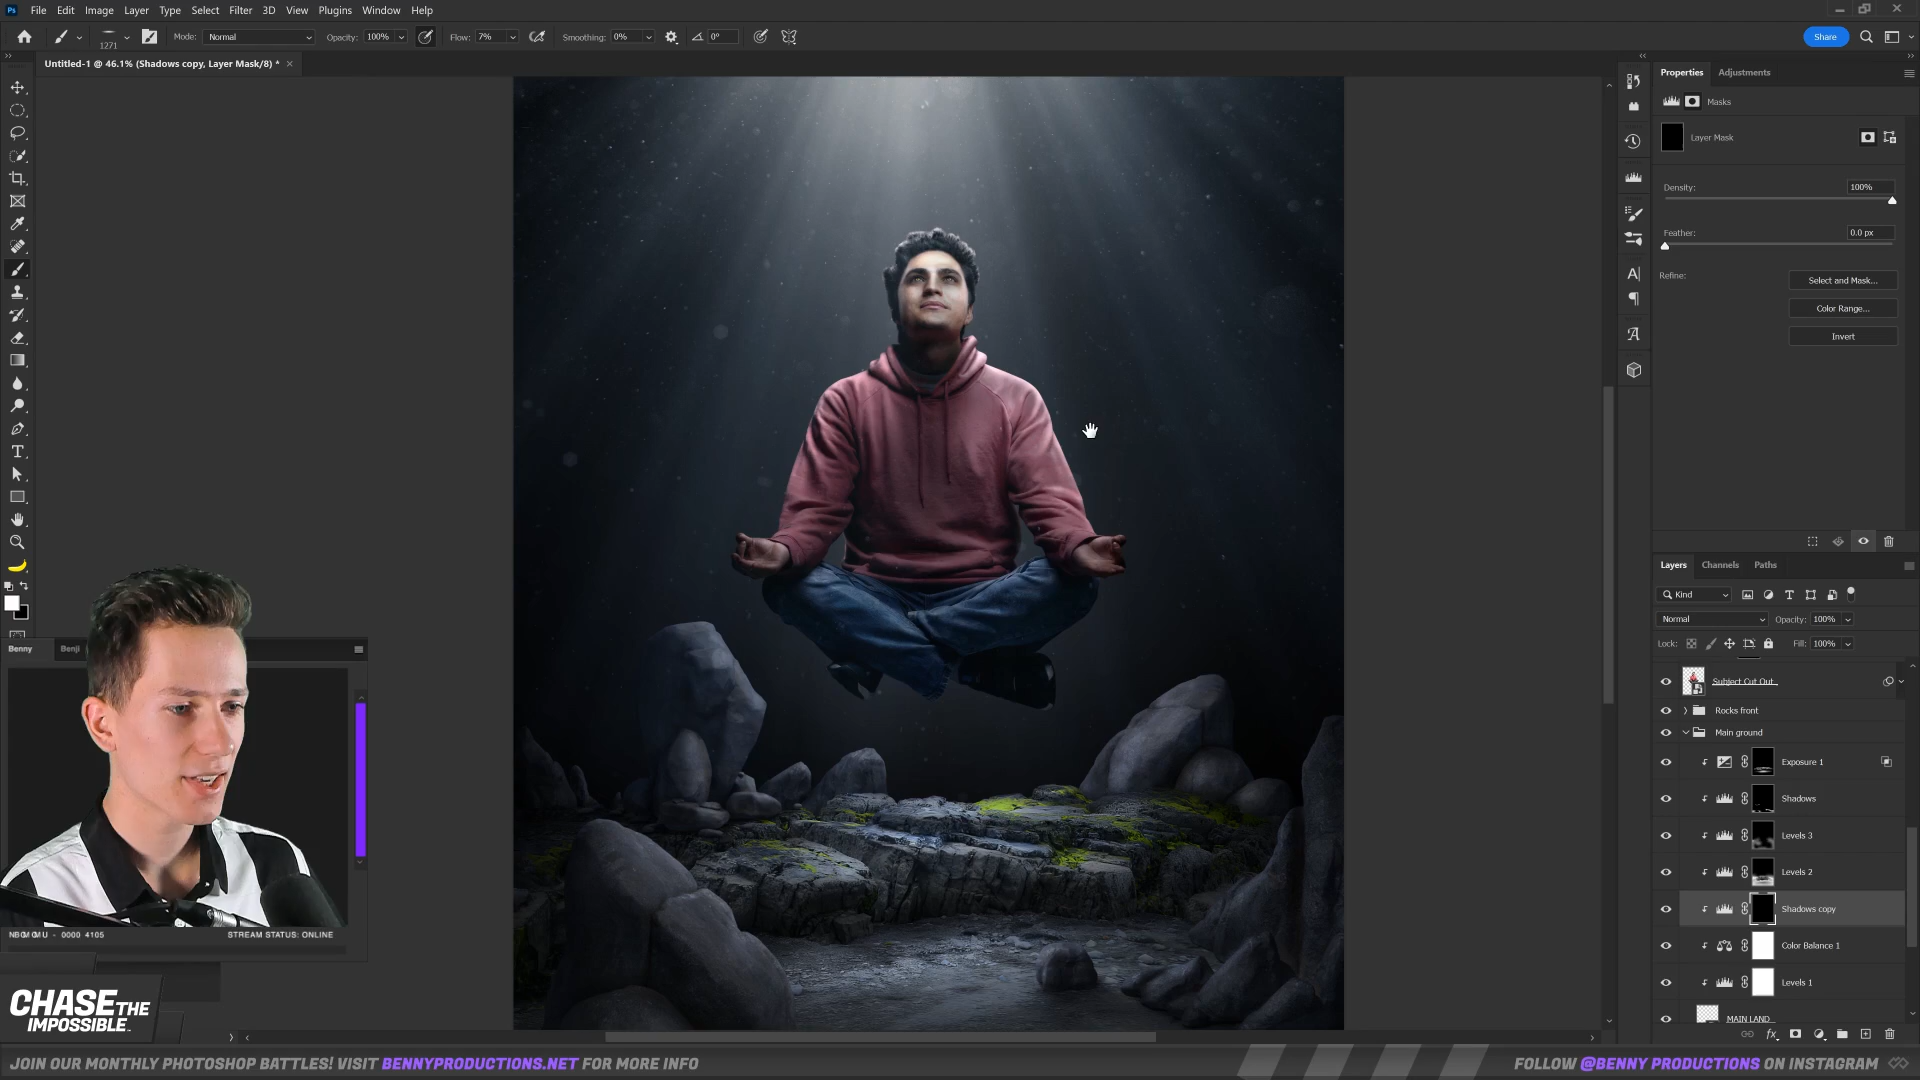 Ps File Edit Image Layer Type Select Filter 3D View Plugins Window Help
1271 Mode: Normal Opacity: 100% Flow: 7% Smoothing: 0% 0° Share
Untitled-1 @ 46.1% (Shadows copy, Layer Mask/8) *
Properties Adjustments
Masks
Layer Mask
Density: 100%
Feather: 0.0 px
Refine: Select and Mask...
Color Range...
Invert
Layers Channels Paths
Kind
Normal Opacity: 100%
Lock: Fill: 100%
Subject Cut Out
Rocks front
Main ground
Exposure 1
Shadows
Levels 3
Levels 2
Shadows copy
Color Balance 1
Levels 1
MAIN LAND
Benny Benji
STREAM STATUS: ONLINE
CHASE THE
IMPOSSIBLE.
JOIN OUR MONTHLY PHOTOSHOP BATTLES! VISIT BENNYPRODUCTIONS.NET FOR MORE INFO
FOLLOW @BENNY PRODUCTIONS ON INSTAGRAM